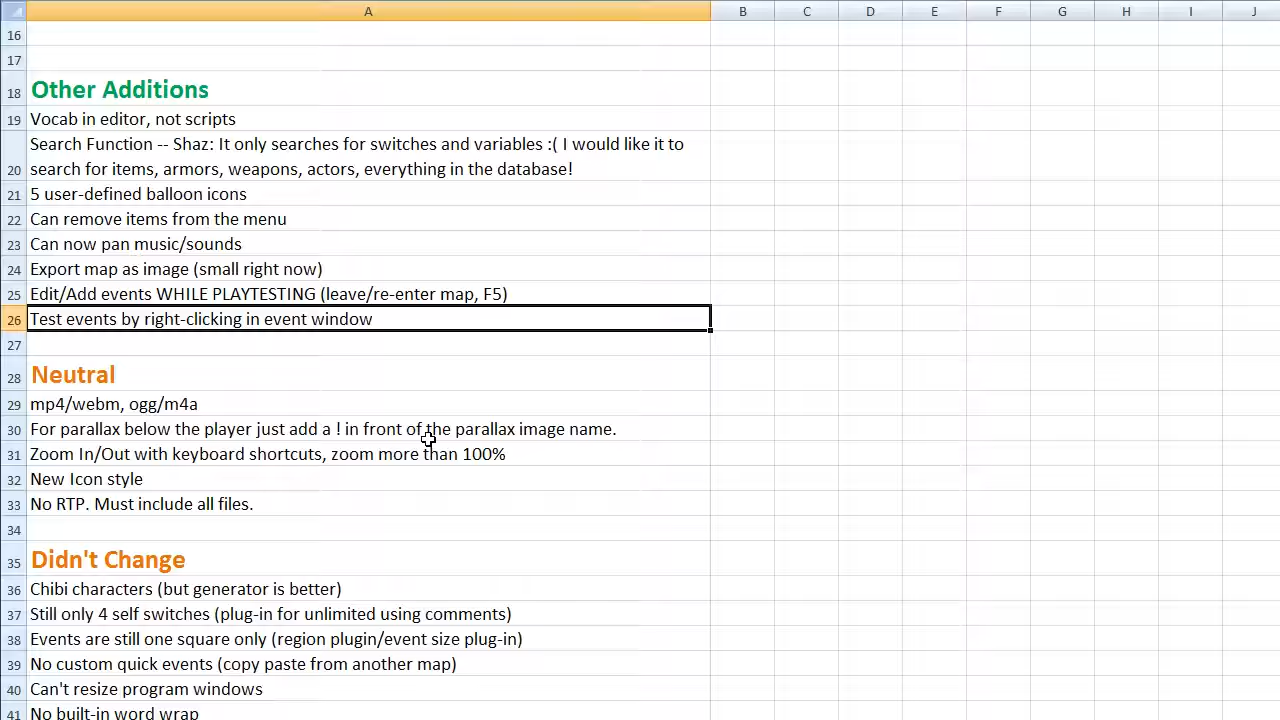 A B C D E F G H I J
16
17
18 Other Additions
19 Vocab in editor, not scripts
Search Function -- Shaz: It only searches for switches and variables :( I would like it to
20 search for items, armors, weapons, actors, everything in the database!
21 5 user-defined balloon icons
22 Can remove items from the menu
23 Can now pan music/sounds
24 Export map as image (small right now)
25 Edit/Add events WHILE PLAYTESTING (leave/re-enter map, F5)
26 Test events by right-clicking in event window
27
28 Neutral
29 mp4/webm, ogg/m4a
30 For parallax below the player just add a ! in front of the parallax image name.
31 Zoom In/Out with keyboard shortcuts, zoom more than 100%
32 New Icon style
33 No RTP. Must include all files.
34
35 Didn't Change
36 Chibi characters (but generator is better)
37 Still only 4 self switches (plug-in for unlimited using comments)
38 Events are still one square only (region plugin/event size plug-in)
39 No custom quick events (copy paste from another map)
40 Can't resize program windows
41 No built-in word wrap